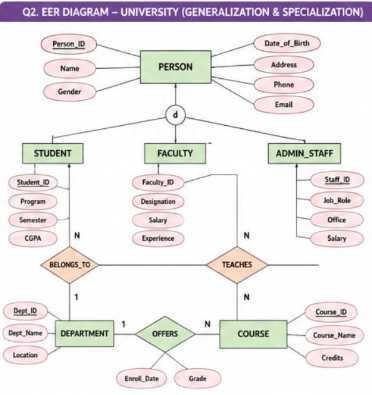 Q2. EER DIAGRAM – UNIVERSITY (GENERALIZATION & SPECIALIZATION)
Person_ID
Date_of_Birth
Name
PERSON
Address
Gender
Phone
Email
d
STUDENT
FACULTY
ADMIN_STAFF
Student_ID
Faculty_ID
Staff_ID
Program
Designation
Job_Role
Semester
Salary
Office
CGPA
Experience
Salary
N
N
BELONGS_TO
TEACHES
1
N
Dept_ID
Course_ID
Dept_Name
DEPARTMENT
1
OFFERS
N
COURSE
Course_Name
Location
Credits
Enroll_Date
Grade